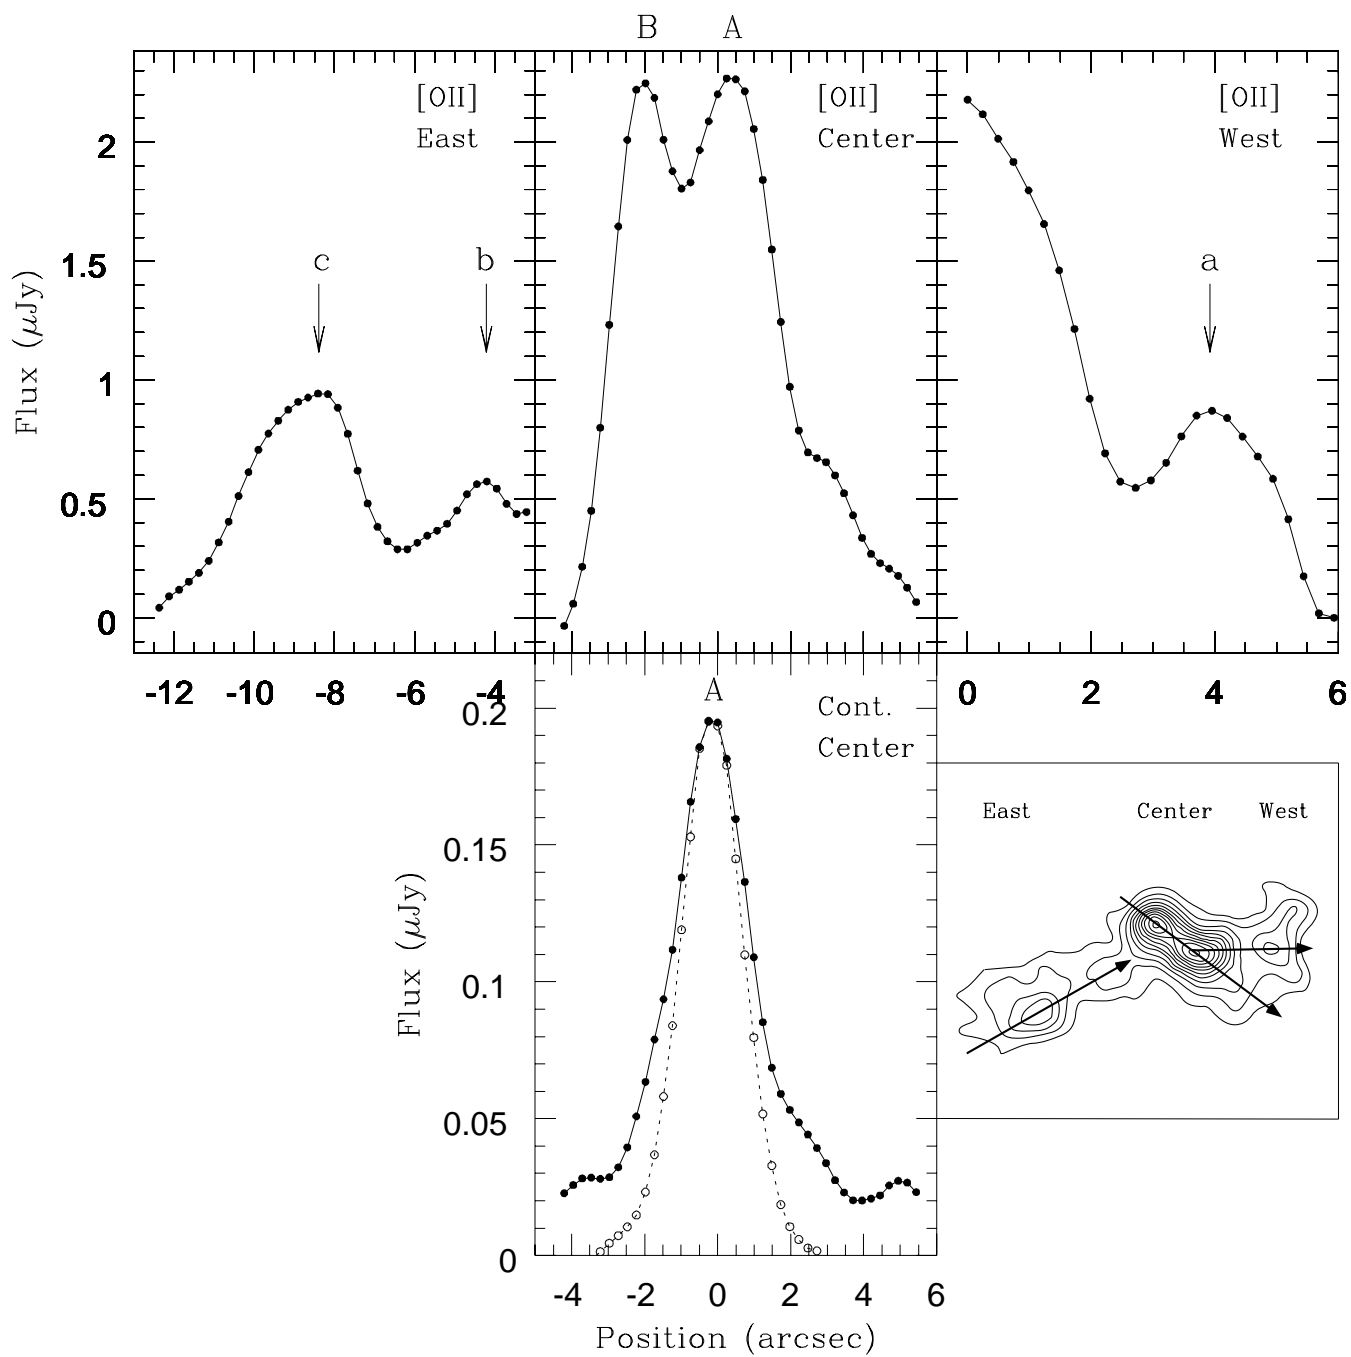 B A
[OII]
East
[OII]
Center
[OII]
West
c
b
a
2
1.5
1
0.5
0
Flux (μJy)
-12 -10 -8 -6 -4
0 2 4 6
A
Cont.
Center
0.2
0.15
0.1
0.05
0
Flux (μJy)
East Center West
-4 -2 0 2 4 6
Position (arcsec)